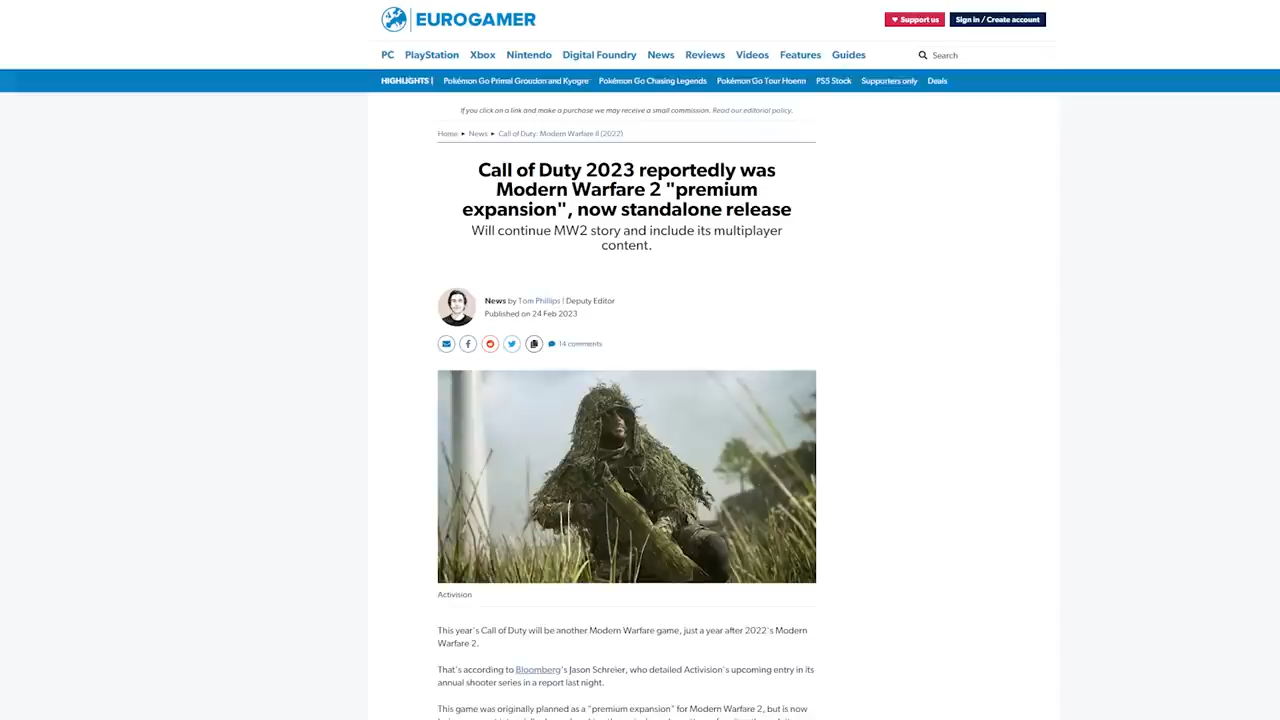 EUROGAMER
Support us
Sign in / Create account
PC PlayStation Xbox Nintendo Digital Foundry News Reviews Videos Features Guides
Search
HIGHLIGHTS | Pokémon Go Primal Groudon and Kyogre Pokémon Go Chasing Legends Pokémon Go Tour Hoenn PS5 Stock Supporters only Deals
If you click on a link and make a purchase we may receive a small commission. Read our editorial policy.
Home ▸ News ▸ Call of Duty: Modern Warfare II (2022)
Call of Duty 2023 reportedly was
Modern Warfare 2 "premium
expansion", now standalone release
Will continue MW2 story and include its multiplayer
content.
News by Tom Phillips | Deputy Editor
Published on 24 Feb 2023
14 comments
Activision
This year's Call of Duty will be another Modern Warfare game, just a year after 2022's Modern
Warfare 2.
That's according to Bloomberg's Jason Schreier, who detailed Activision's upcoming entry in its
annual shooter series in a report last night.
This game was originally planned as a "premium expansion" for Modern Warfare 2, but is now